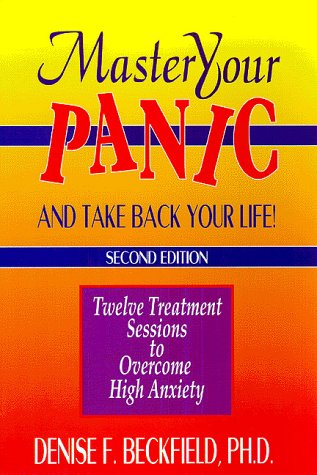 Master Your
PANIC
AND TAKE BACK YOUR LIFE!
SECOND EDITION
Twelve Treatment
Sessions
to
Overcome
High Anxiety
DENISE F. BECKFIELD, PH.D.